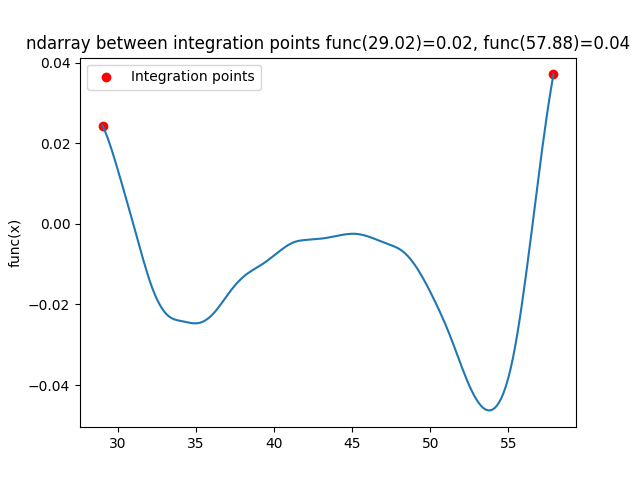 ndarray between integration points func(29.02)=0.02, func(57.88)=0.04
Integration points
func(x)
0.04
0.02
0.00
−0.02
−0.04
30 35 40 45 50 55